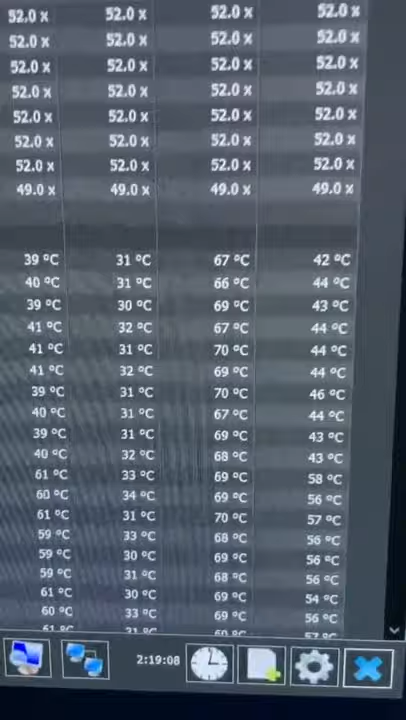 52.0 x 52.0 x 52.0 x 52.0 x
52.0 x 52.0 x 52.0 x 52.0 x
52.0 x 52.0 x 52.0 x 52.0 x
52.0 x 52.0 x 52.0 x 52.0 x
52.0 x 52.0 x 52.0 x 52.0 x
52.0 x 52.0 x 52.0 x 52.0 x
52.0 x 52.0 x 52.0 x 52.0 x
49.0 x 49.0 x 49.0 x 49.0 x
39 °C 31 °C 67 °C 42 °C
40 °C 31 °C 66 °C 44 °C
39 °C 30 °C 69 °C 43 °C
41 °C 32 °C 67 °C 44 °C
41 °C 31 °C 70 °C 44 °C
41 °C 32 °C 69 °C 44 °C
39 °C 31 °C 70 °C 46 °C
40 °C 31 °C 67 °C 44 °C
39 °C 31 °C 69 °C 43 °C
40 °C 32 °C 68 °C 43 °C
61 °C 33 °C 69 °C 58 °C
60 °C 34 °C 69 °C 56 °C
61 °C 31 °C 70 °C 57 °C
59 °C 33 °C 68 °C 56 °C
59 °C 30 °C 69 °C 56 °C
59 °C 31 °C 68 °C 56 °C
61 °C 30 °C 69 °C 54 °C
60 °C 33 °C 69 °C 56 °C
61 °C 31 °C 69 °C 57 °C
2:19:08